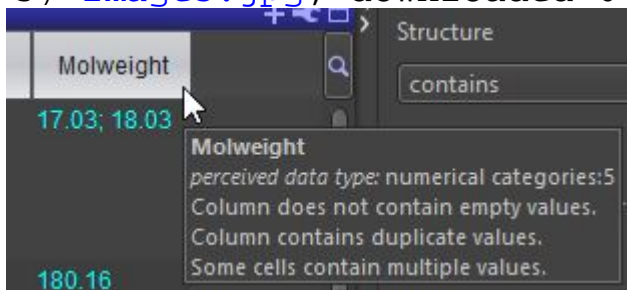 Structure
Molweight
contains
17.03; 18.03
Molweight
perceived data type: numerical categories:5
Column does not contain empty values.
Column contains duplicate values.
Some cells contain multiple values.
180.16